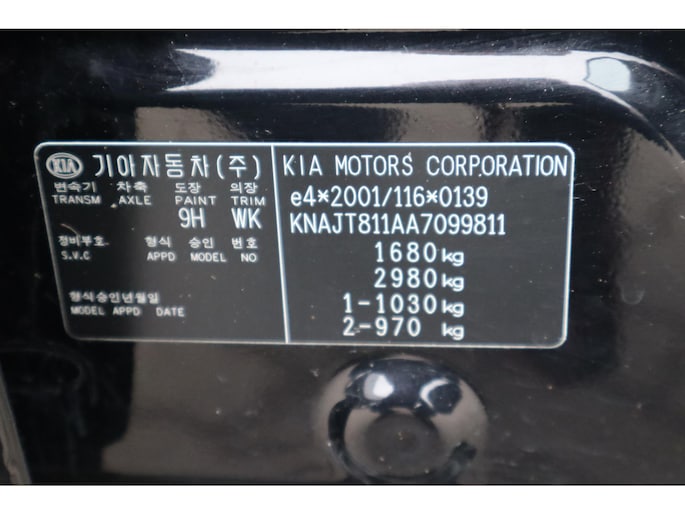 KIA 기아자동차(주)
변속기 차축 도장 의장
TRANSM AXLE PAINT TRIM
9H WK
정비부호 형식 승인 번호
S.V.C APPD MODEL NO
형식승인년월일
MODEL APPD DATE
KIA MOTORS CORPORATION
e4*2001/116*0139
KNAJT811AA7099811
1680kg
2980kg
1-1030kg
2-970 kg